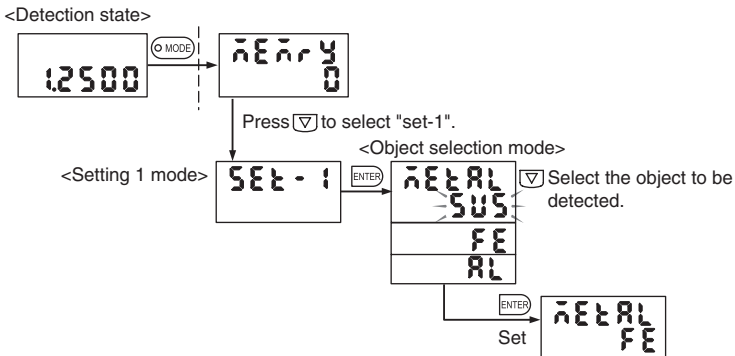 <Detection state>
1.2500
MODE
MEMrY
0
Press to select "set-1".
<Setting 1 mode>
SEt-1
ENTER
<Object selection mode>
MEtAL
SUS
FE
AL
Select the object to be
detected.
ENTER
Set
MEtAL
FE